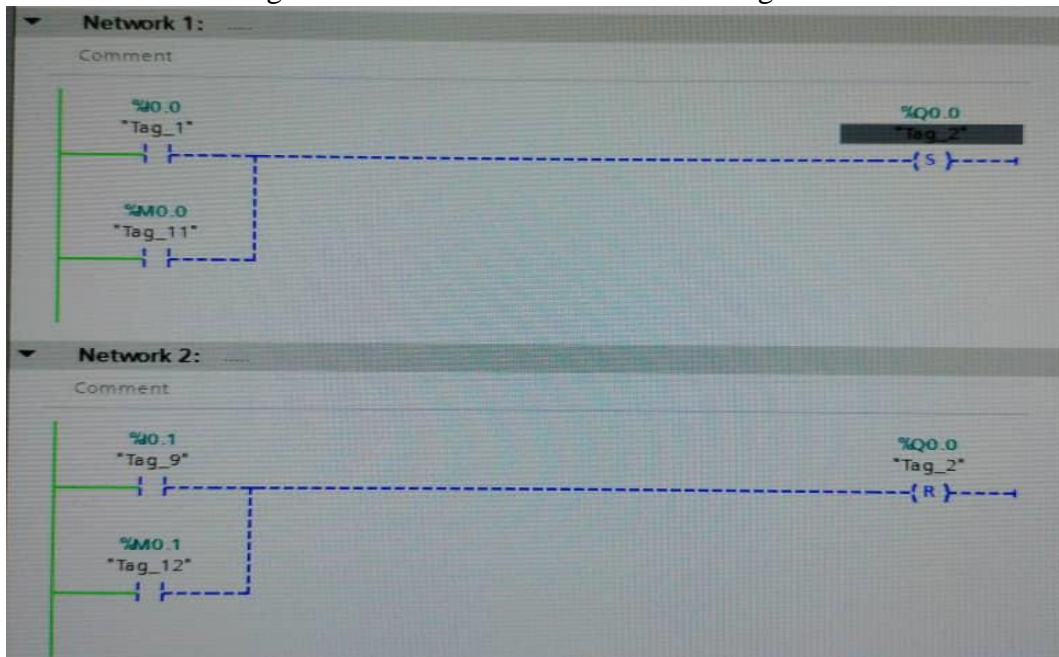 Network 1: .....
Comment
%I0.0
"Tag_1"
%Q0.0
"Tag_2"
S
%M0.0
"Tag_11"
Network 2: .....
Comment
%I0.1
"Tag_9"
%Q0.0
"Tag_2"
R
%M0.1
"Tag_12"